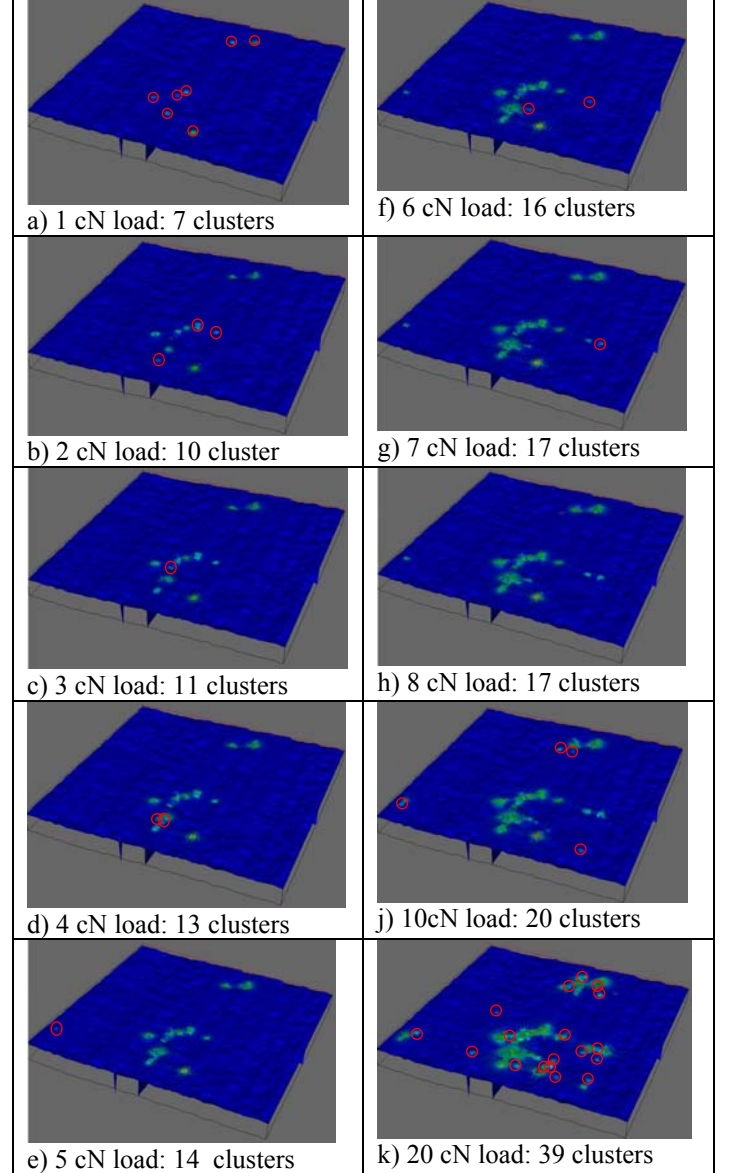 a) 1 cN load: 7 clusters
f) 6 cN load: 16 clusters
b) 2 cN load: 10 cluster
g) 7 cN load: 17 clusters
c) 3 cN load: 11 clusters
h) 8 cN load: 17 clusters
d) 4 cN load: 13 clusters
j) 10cN load: 20 clusters
e) 5 cN load: 14 clusters
k) 20 cN load: 39 clusters